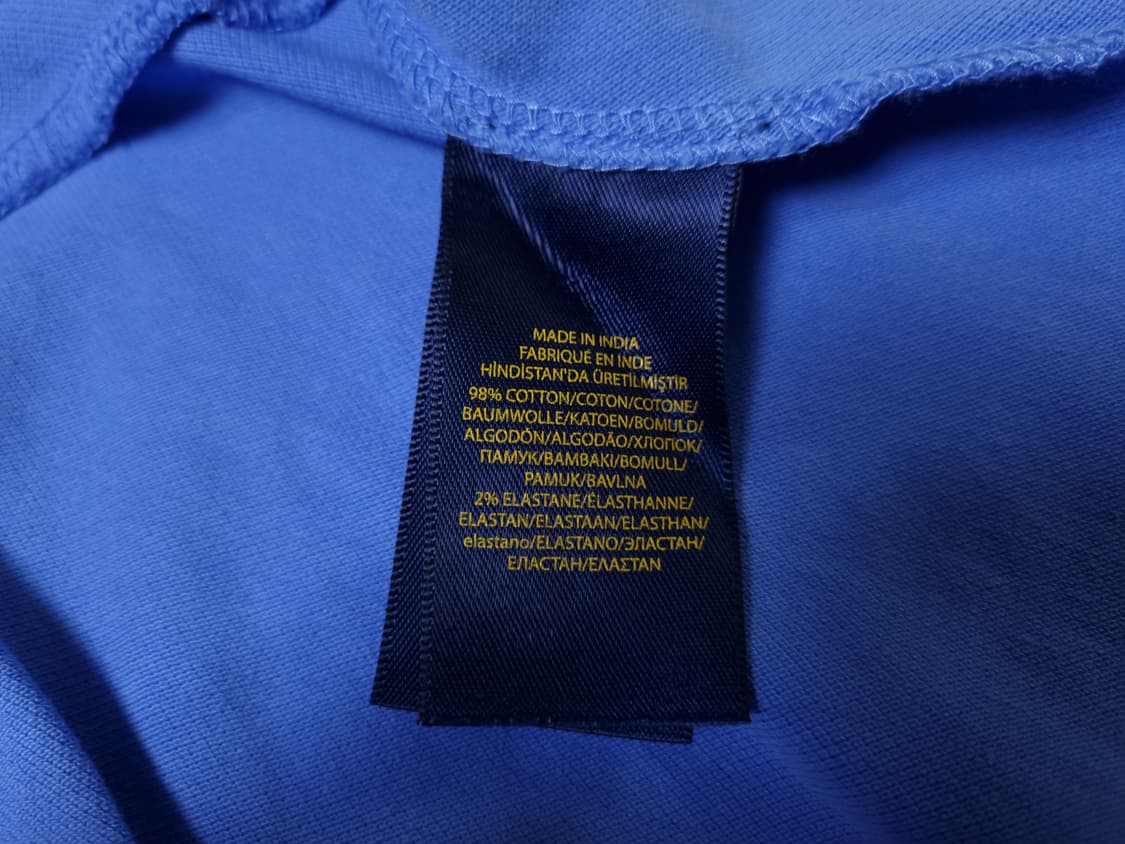 MADE IN INDIA
FABRIQUÉ EN INDE
HİNDİSTAN'DA ÜRETİLMİŞTİR
98% COTTON/COTON/COTONE/
BAUMWOLLE/KATOEN/BOMULD/
ALGODÓN/ALGODÃO/ХЛОПОК/
ПАМУК/BAMBAKI/BOMULL/
PAMUK/BAVLNA
2% ELASTANE/ÉLASTHANNE/
ELASTAN/ELASTAAN/ELASTHAN/
elastano/ELASTANO/ЭЛАСТАН/
ЕЛАСТАН/ΕΛΑΣΤΑΝ